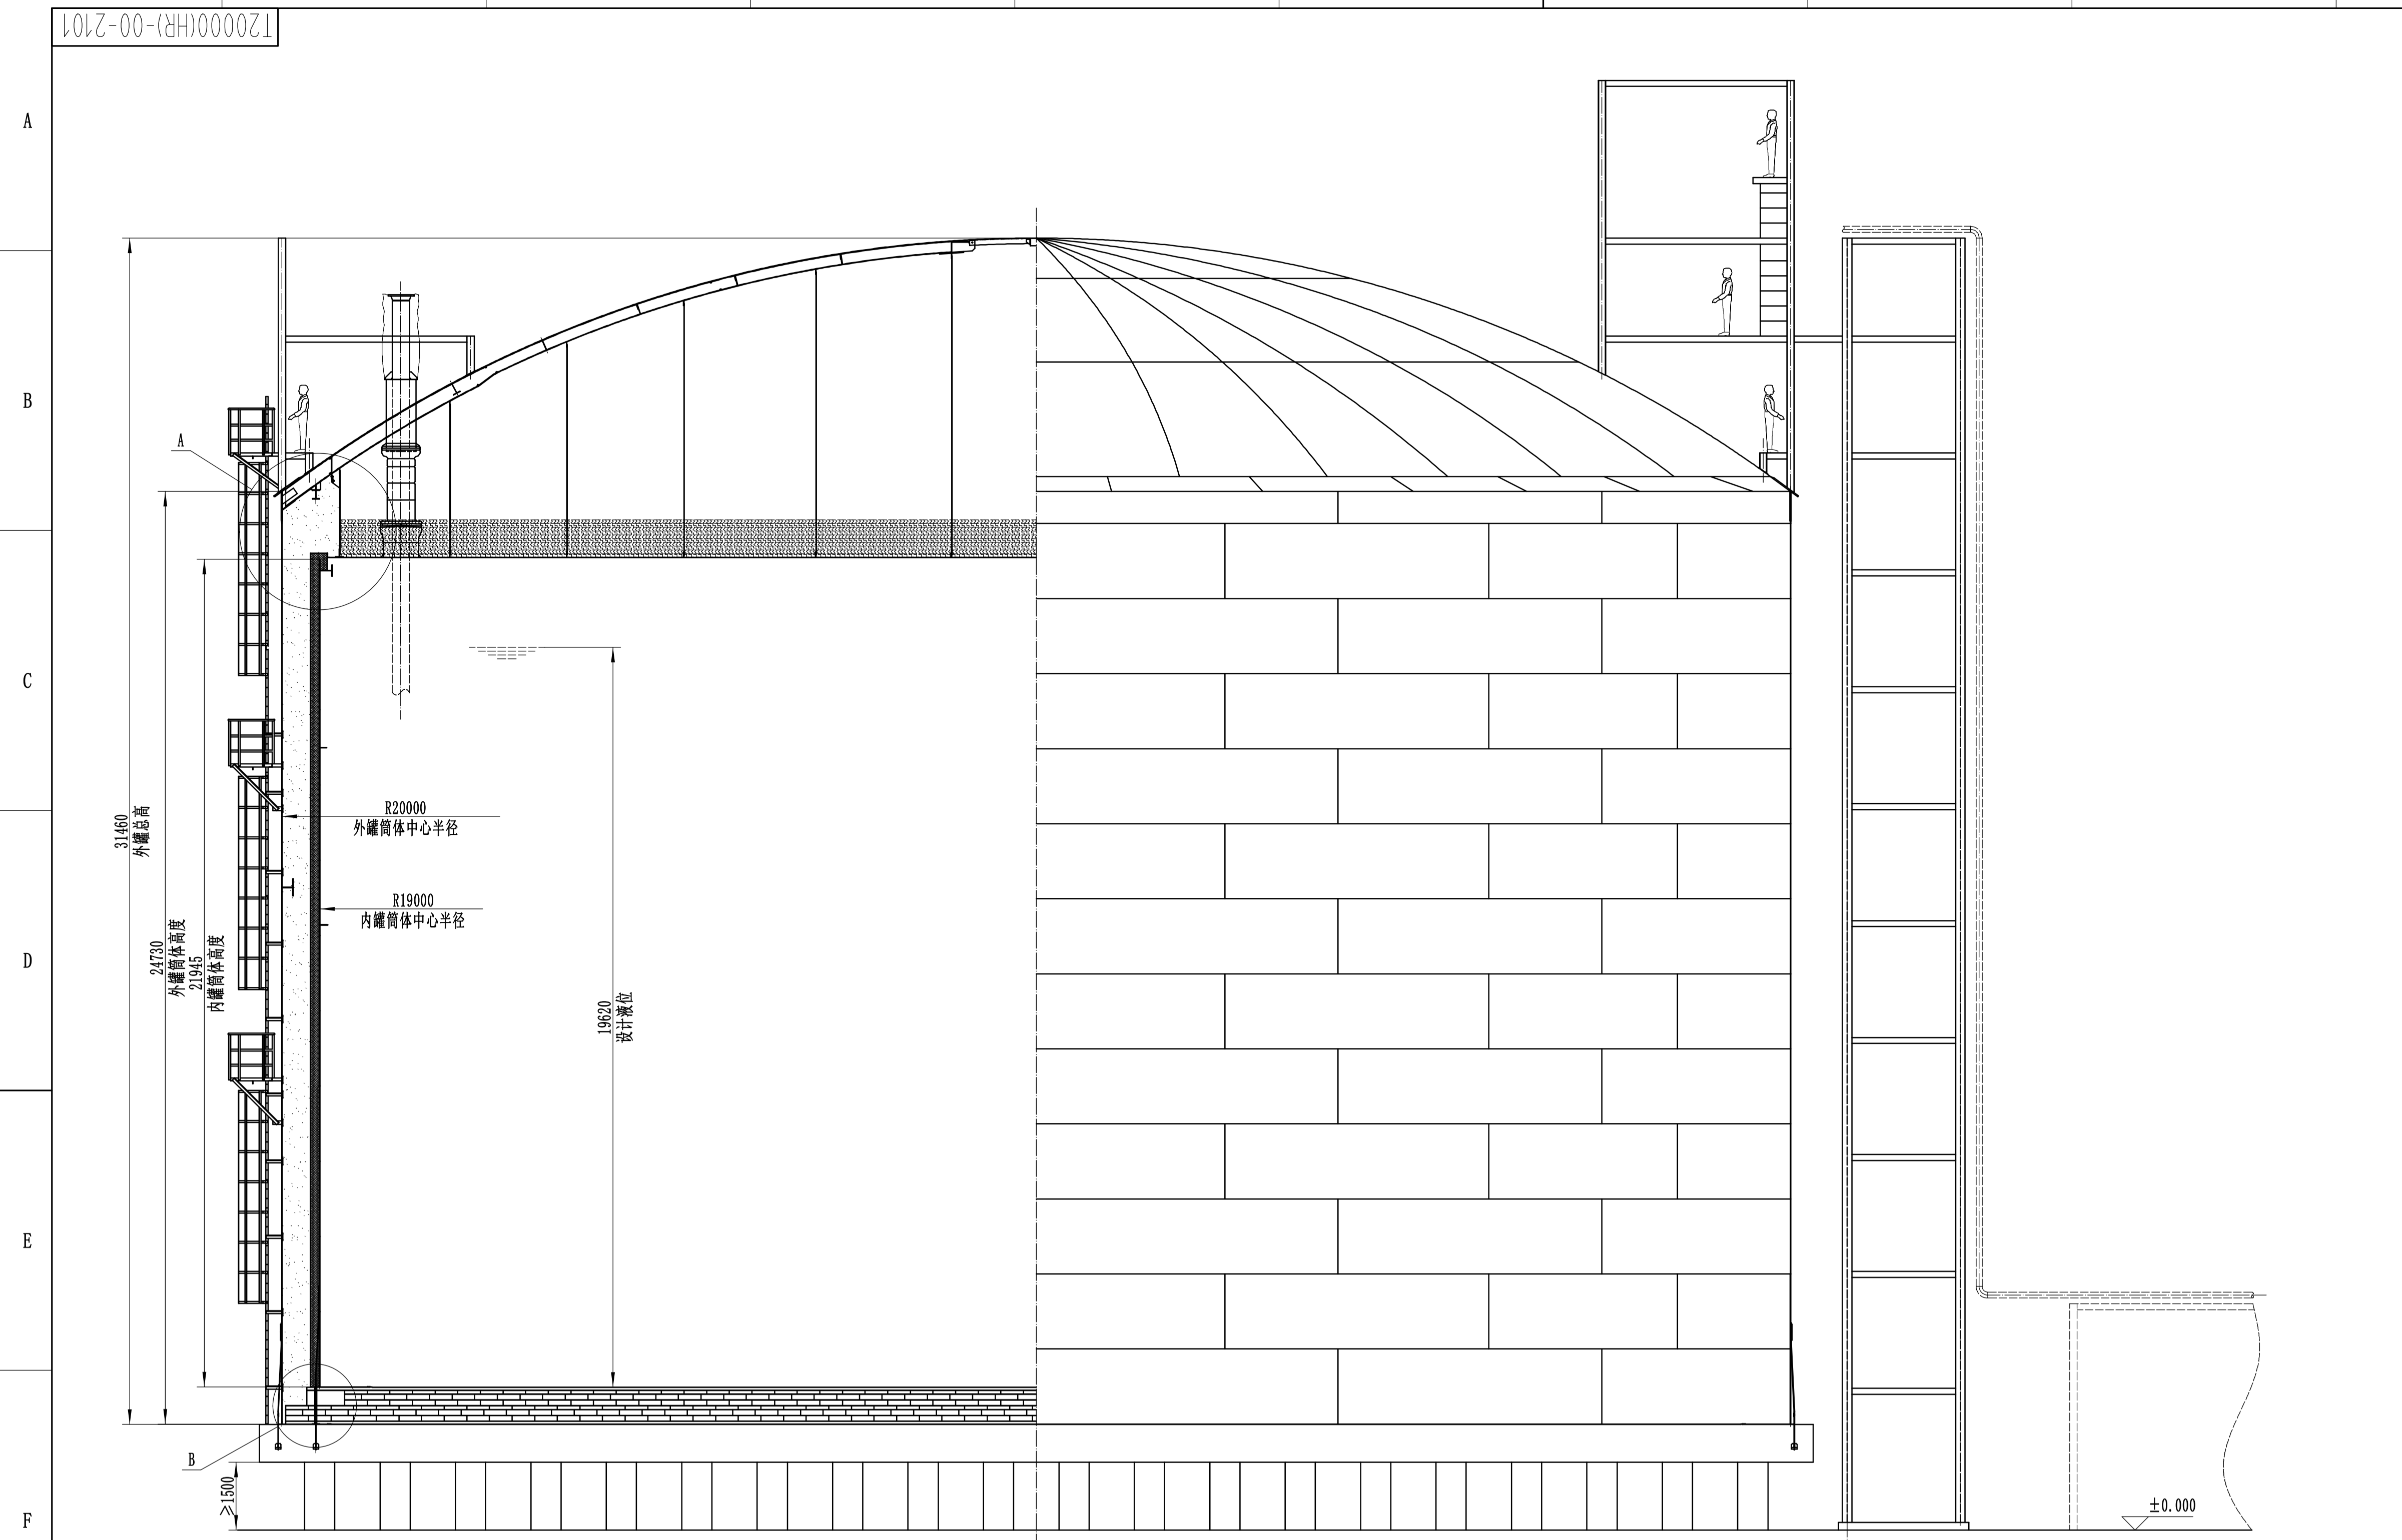 T20000(HR)-00-2101
A
B
C
D
E
F
A
31460
外罐总高
24730
外罐筒体高度
21945
内罐筒体高度
R20000
外罐筒体中心半径
R19000
内罐筒体中心半径
19620
设计液位
B
≥1500
±0.000